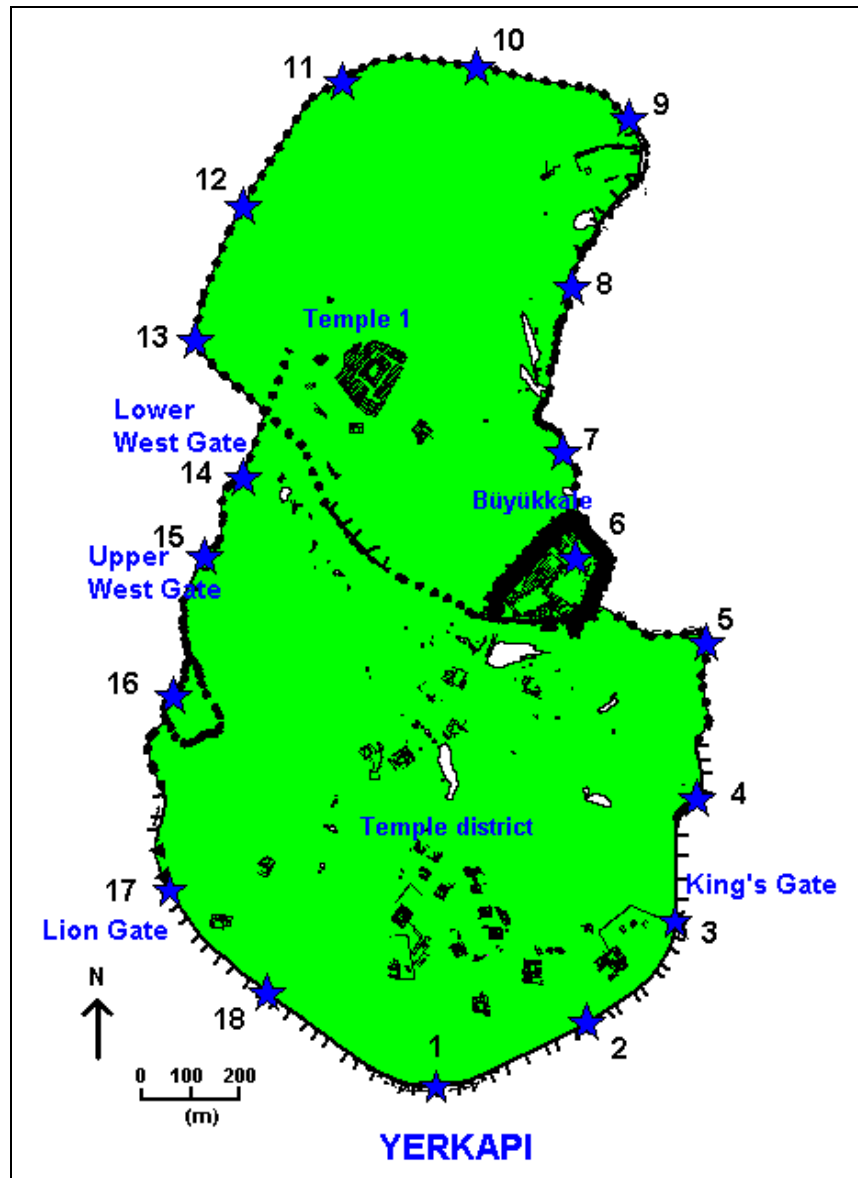 10
11
9
12
8
Temple 1
13
Lower
West Gate
7
14
Büyükkale
6
15
Upper
West Gate
5
16
4
Temple district
King's Gate
17
3
Lion Gate
N
18
2
1
0 100 200
(m)
YERKAPI